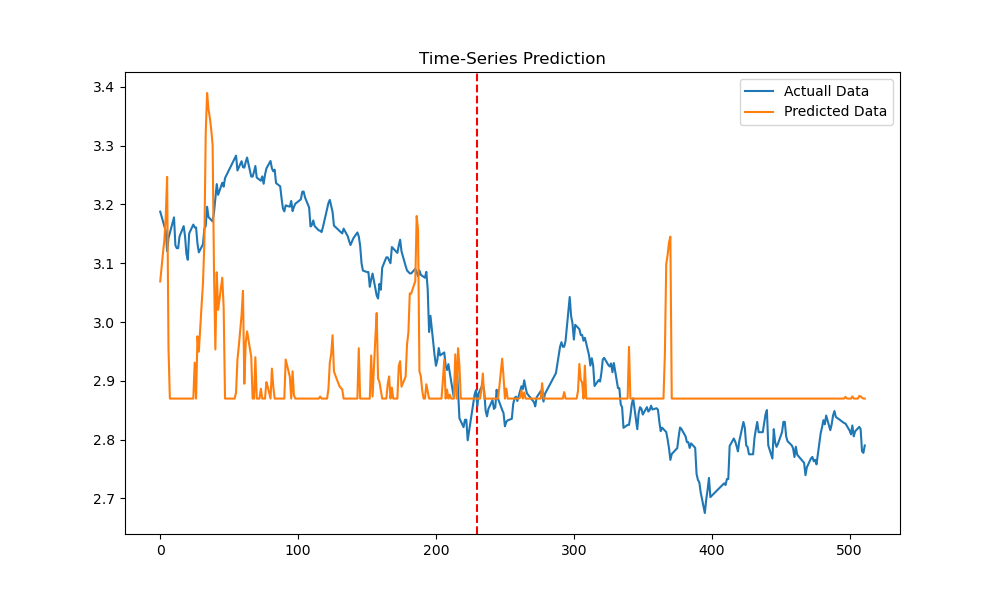 Time-Series Prediction
Actuall Data
Predicted Data
3.4
3.3
3.2
3.1
3.0
2.9
2.8
2.7
0 100 200 300 400 500